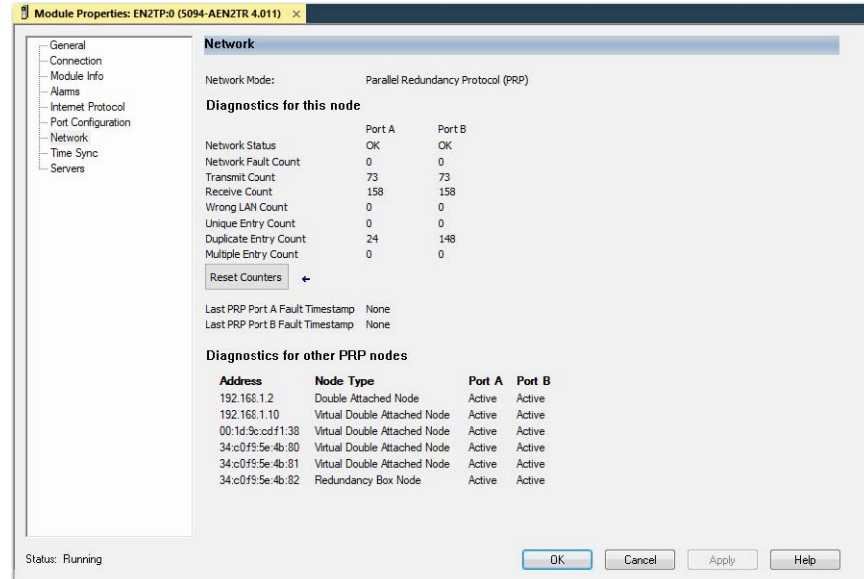 Module Properties: EN2TP:0 (5094-AEN2TR 4.011) ×
General
Connection
Module Info
Alarms
Internet Protocol
Port Configuration
Network
Time Sync
Servers
Network
Network Mode: Parallel Redundancy Protocol (PRP)
Diagnostics for this node
Port A Port B
Network Status OK OK
Network Fault Count 0 0
Transmit Count 73 73
Receive Count 158 158
Wrong LAN Count 0 0
Unique Entry Count 0 0
Duplicate Entry Count 24 148
Multiple Entry Count 0 0
Reset Counters
Last PRP Port A Fault Timestamp None
Last PRP Port B Fault Timestamp None
Diagnostics for other PRP nodes
Address Node Type Port A Port B
192.168.1.2 Double Attached Node Active Active
192.168.1.10 Virtual Double Attached Node Active Active
00:1d:9c:cd:f1:38 Virtual Double Attached Node Active Active
34:c0:f9:5e:4b:80 Virtual Double Attached Node Active Active
34:c0:f9:5e:4b:81 Virtual Double Attached Node Active Active
34:c0:f9:5e:4b:82 Redundancy Box Node Active Active
Status: Running
OK Cancel Apply Help